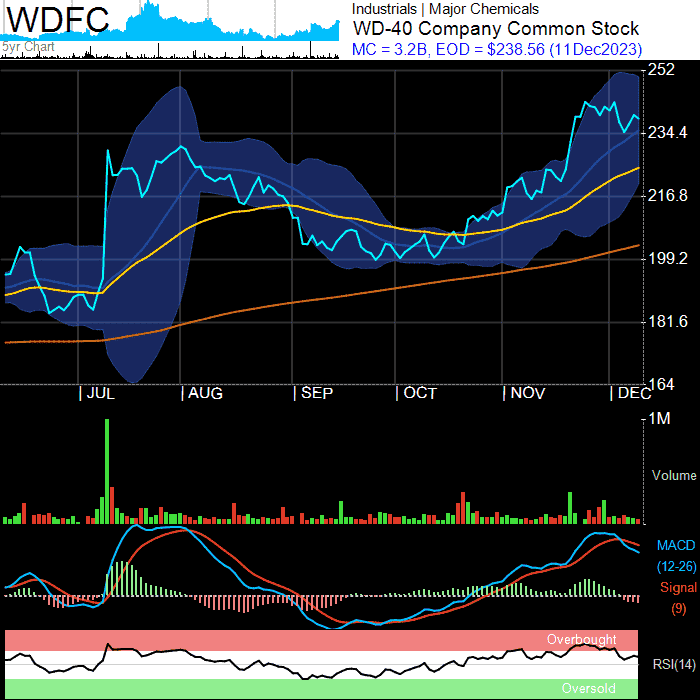 WDFC
5yr Chart
Industrials | Major Chemicals
WD-40 Company Common Stock
MC = 3.2B, EOD = $238.56 (11Dec2023)
252
234.4
216.8
199.2
181.6
164
| JUL | AUG | SEP | OCT | NOV | DEC
1M
Volume
MACD
(12-26)
Signal
(9)
Overbought
RSI(14)
Oversold